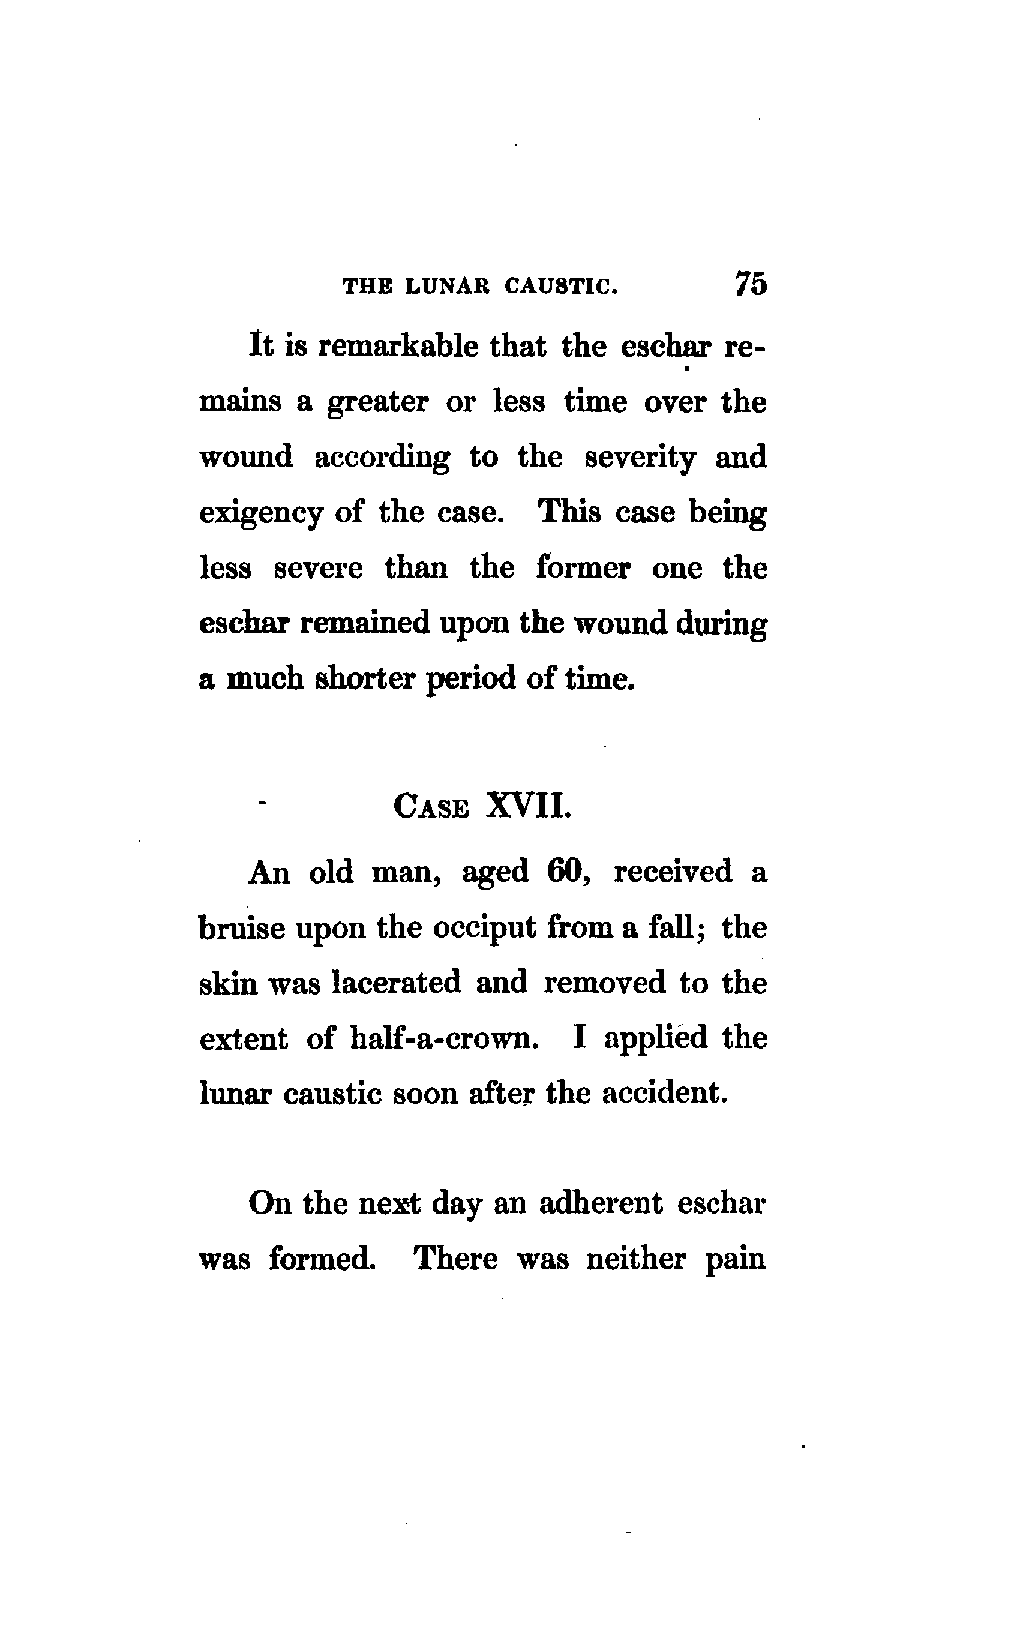 THE LUNAR CAUSTIC. 75
It is remarkable that the eschar re-
mains a greater or less time over the
wound according to the severity and
exigency of the case. This case being
less severe than the former one the
eschar remained upon the wound during
a much shorter period of time.
CASE XVII.
An old man, aged 60, received a
bruise upon the occiput from a fall; the
skin was lacerated and removed to the
extent of half-a-crown. I applied the
lunar caustic soon after the accident.
On the next day an adherent eschar
was formed. There was neither pain